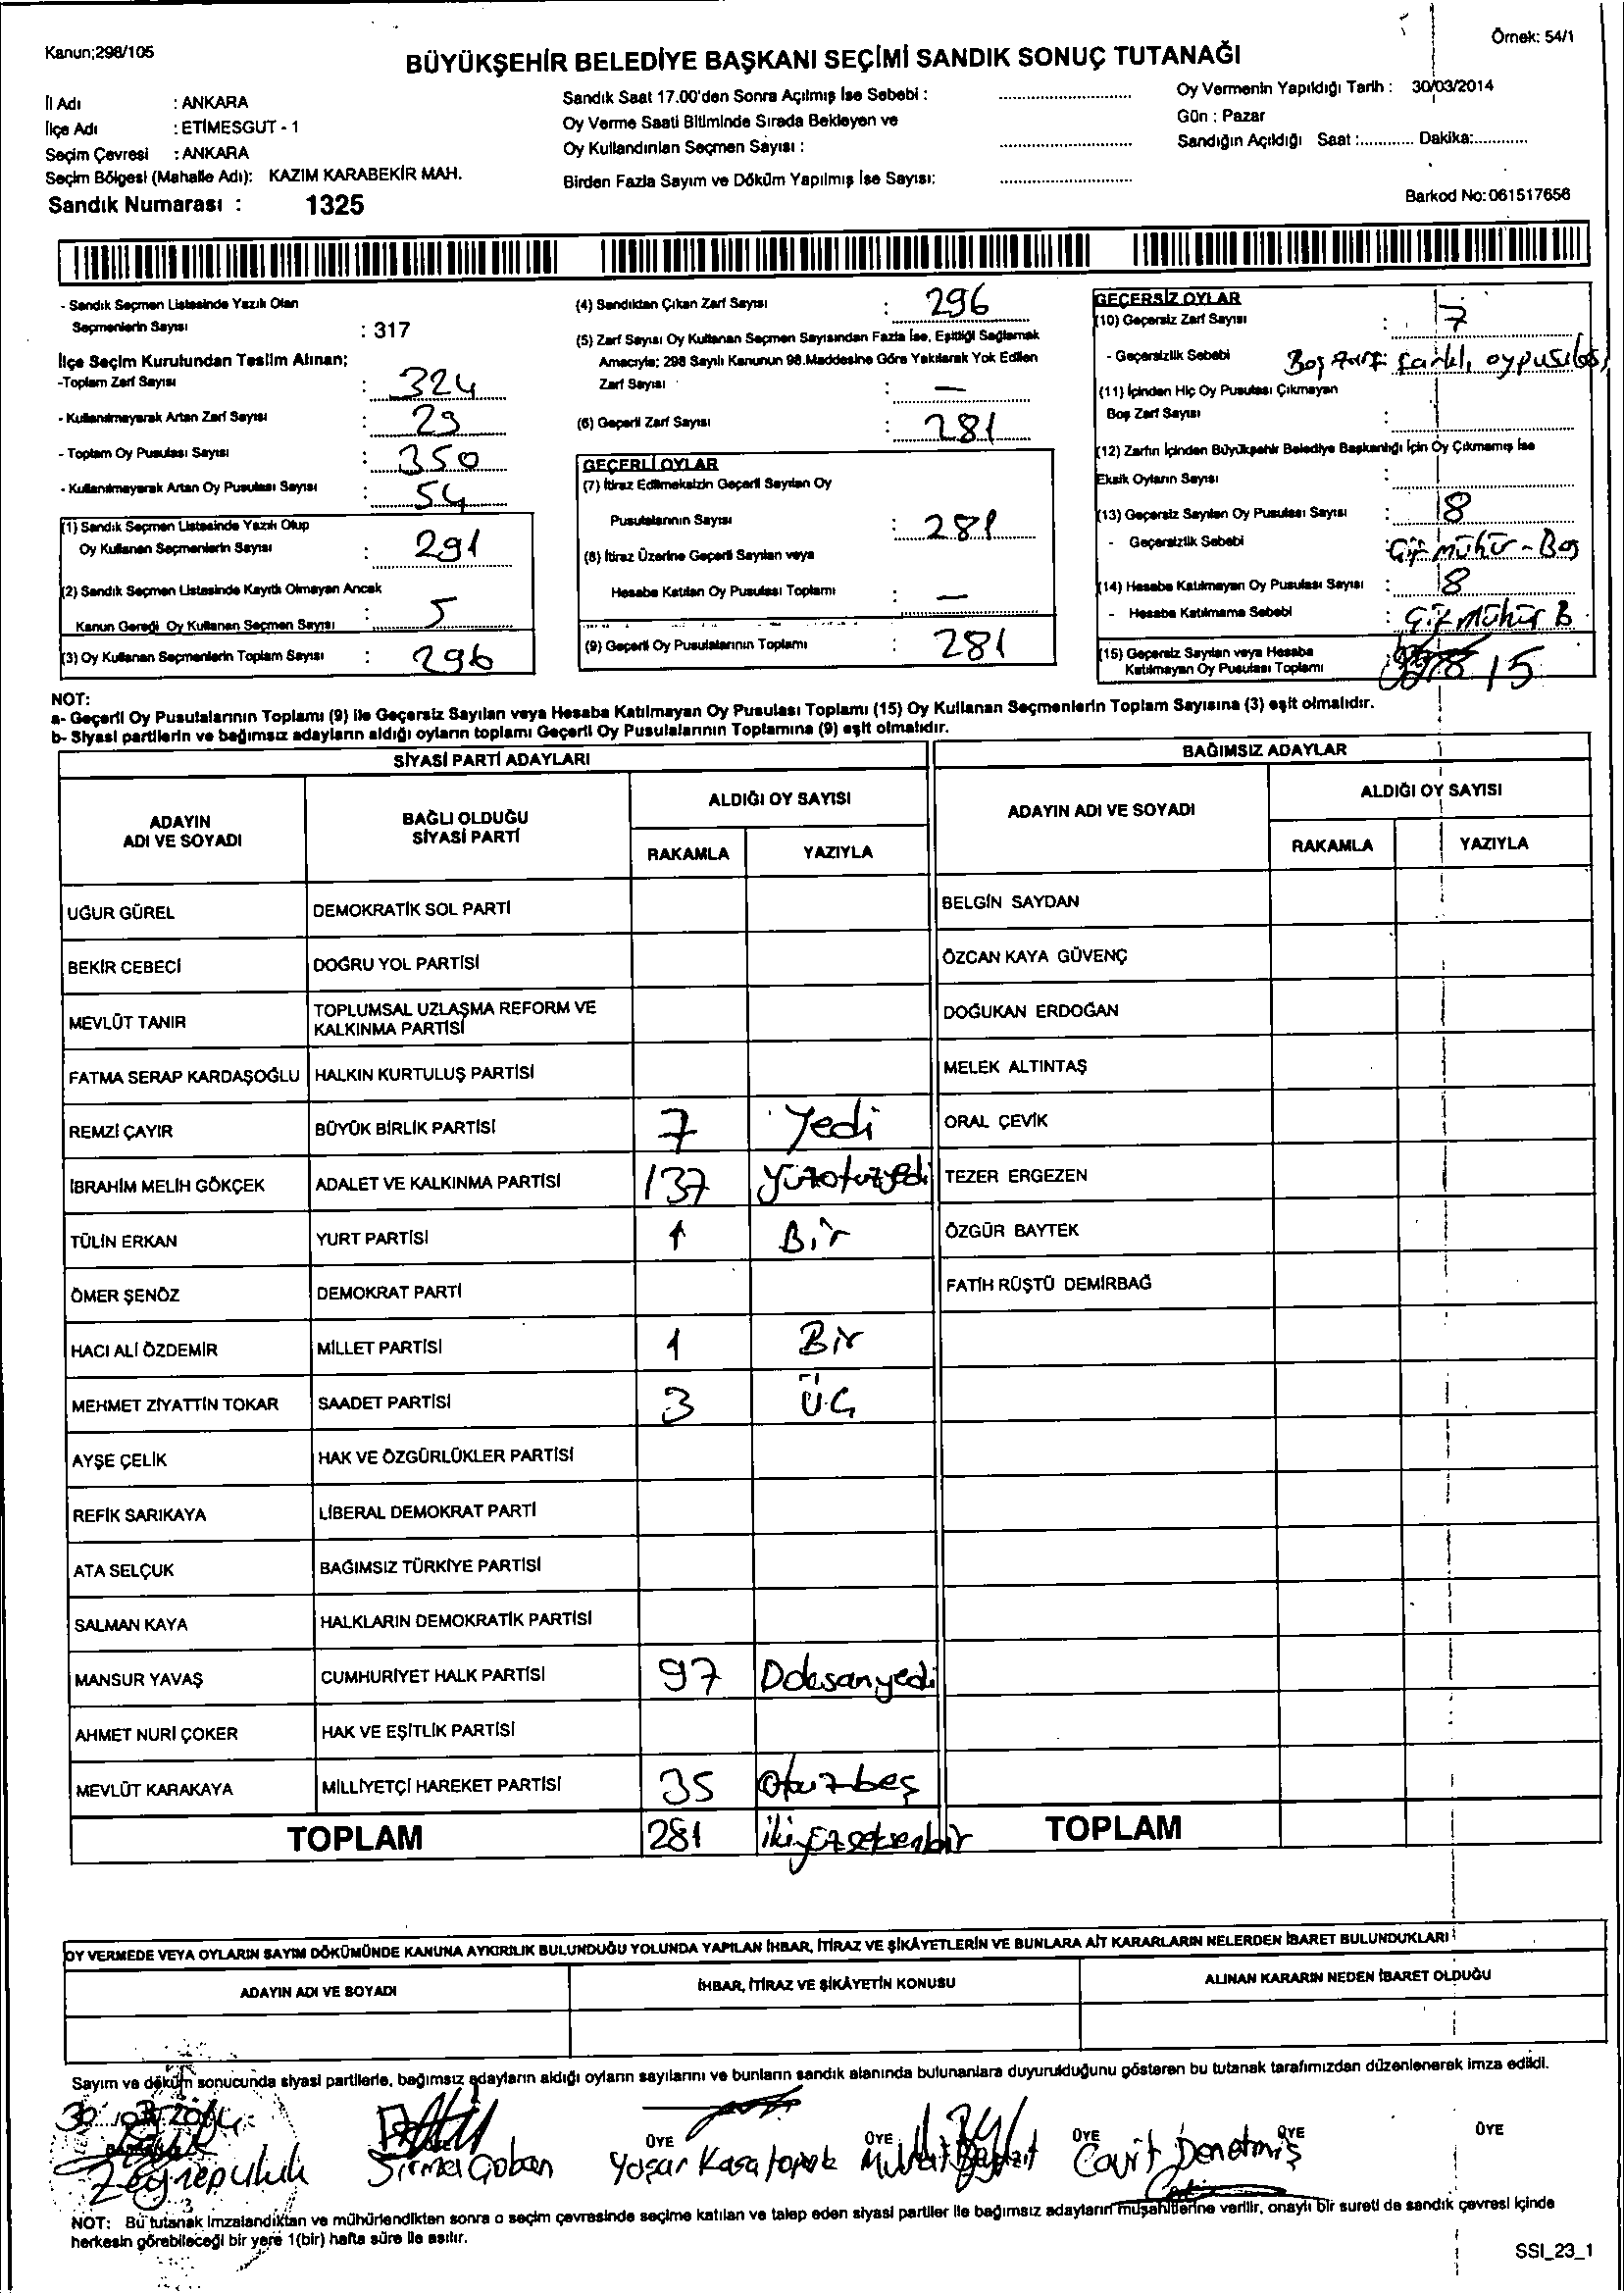 Kanun;298/105
Örnek: 54/1
BÜYÜKŞEHİR BELEDİYE BAŞKANI SEÇİMİ SANDIK SONUÇ TUTANAĞI
İl Adı : ANKARA
İlçe Adı : ETİMESGUT - 1
Seçim Çevresi : ANKARA
Seçim Bölgesi (Mahalle Adı): KAZIM KARABEKİR MAH.
Sandık Numarası : 1325
Sandık Saat 17.00'den Sonra Açılmış İse Sebebi :
Oy Verme Saati Bitiminde Sırada Bekleyen ve
Oy Kullandırılan Seçmen Sayısı :
Birden Fazla Sayım ve Döküm Yapılmış İse Sayısı:
Oy Vermenin Yapıldığı Tarih : 30/03/2014
Gün : Pazar
Sandığın Açıldığı Saat :............ Dakika:............
Barkod No:061517656
- Sandık Seçmen Listesinde Yazılı Olan
Seçmenlerin Sayısı : 317
İlçe Seçim Kurulundan Teslim Alınan;
-Toplam Zarf Sayısı : 324
- Kullanılmayarak Artan Zarf Sayısı : 29
- Toplam Oy Pusulası Sayısı : 350
- Kullanılmayarak Artan Oy Pusulası Sayısı : 54
(1) Sandık Seçmen Listesinde Yazılı Olup
Oy Kullanan Seçmenlerin Sayısı : 291
(2) Sandık Seçmen Listesinde Kayıtlı Olmayan Ancak
Kanun Gereği Oy Kullanan Seçmen Sayısı : 5
(3) Oy Kullanan Seçmenlerin Toplam Sayısı : 296
(4) Sandıktan Çıkan Zarf Sayısı : 296
(5) Zarf Sayısı Oy Kullanan Seçmen Sayısından Fazla İse, Eşitliği Sağlamak
Amacıyla; 298 Sayılı Kanunun 98.Maddesine Göre Yakılarak Yok Edilen
Zarf Sayısı : —
(6) Geçerli Zarf Sayısı : 281
GEÇERLİ OYLAR
(7) İtiraz Edilmeksizin Geçerli Sayılan Oy
Pusulalarının Sayısı : 281
(8) İtiraz Üzerine Geçerli Sayılan veya
Hesaba Katılan Oy Pusulası Toplamı : —
(9) Geçerli Oy Pusulalarının Toplamı : 281
GEÇERSİZ OYLAR
(10) Geçersiz Zarf Sayısı : 7
- Geçersizlik Sebebi Boş zarf farklı oypusulası
(11) İçinden Hiç Oy Pusulası Çıkmayan
Boş Zarf Sayısı :
(12) Zarfın İçinden Büyükşehir Belediye Başkanlığı İçin Oy Çıkmamış İse
Eksik Oyların Sayısı :
(13) Geçersiz Sayılan Oy Pusulası Sayısı : 8
- Geçersizlik Sebebi : Çift mühür - Boş
(14) Hesaba Katılmayan Oy Pusulası Sayısı : 8
- Hesaba Katılmama Sebebi : Çift mühür B
(15) Geçersiz Sayılan veya Hesaba
Katılmayan Oy Pusulası Toplamı 15
NOT:
a- Geçerli Oy Pusulalarının Toplamı (9) ile Geçersiz Sayılan veya Hesaba Katılmayan Oy Pusulası Toplamı (15) Oy Kullanan Seçmenlerin Toplam Sayısına (3) eşit olmalıdır.
b- Siyasi partilerin ve bağımsız adayların aldığı oyların toplamı Geçerli Oy Pusulalarının Toplamına (9) eşit olmalıdır.
SİYASİ PARTİ ADAYLARI BAĞIMSIZ ADAYLAR
ADAYIN
ADI VE SOYADI
BAĞLI OLDUĞU
SİYASİ PARTİ
ALDIĞI OY SAYISI
RAKAMLA YAZIYLA
ADAYIN ADI VE SOYADI
ALDIĞI OY SAYISI
RAKAMLA YAZIYLA
UĞUR GÜREL DEMOKRATİK SOL PARTİ BELGİN SAYDAN
BEKİR CEBECİ DOĞRU YOL PARTİSİ ÖZCAN KAYA GÜVENÇ
MEVLÜT TANIR TOPLUMSAL UZLAŞMA REFORM VE
KALKINMA PARTİSİ DOĞUKAN ERDOĞAN
FATMA SERAP KARDAŞOĞLU HALKIN KURTULUŞ PARTİSİ MELEK ALTINTAŞ
REMZİ ÇAYIR BÜYÜK BİRLİK PARTİSİ 7 Yedi ORAL ÇEVİK
İBRAHİM MELİH GÖKÇEK ADALET VE KALKINMA PARTİSİ 137 yüzotuzyedi TEZER ERGEZEN
TÜLİN ERKAN YURT PARTİSİ 1 Bir ÖZGÜR BAYTEK
ÖMER ŞENÖZ DEMOKRAT PARTİ FATİH RÜŞTÜ DEMİRBAĞ
HACI ALİ ÖZDEMİR MİLLET PARTİSİ 1 Bir
MEHMET ZİYATTİN TOKAR SAADET PARTİSİ 3 ÜÇ
AYŞE ÇELİK HAK VE ÖZGÜRLÜKLER PARTİSİ
REFİK SARIKAYA LİBERAL DEMOKRAT PARTİ
ATA SELÇUK BAĞIMSIZ TÜRKİYE PARTİSİ
SALMAN KAYA HALKLARIN DEMOKRATİK PARTİSİ
MANSUR YAVAŞ CUMHURİYET HALK PARTİSİ 97 Doksanyedi
AHMET NURİ ÇOKER HAK VE EŞİTLİK PARTİSİ
MEVLÜT KARAKAYA MİLLİYETÇİ HAREKET PARTİSİ 35 Otuzbeş
TOPLAM 281 ikiyüzseksenbir TOPLAM
OY VERMEDE VEYA OYLARIN SAYIM DÖKÜMÜNDE KANUNA AYKIRILIK BULUNDUĞU YOLUNDA YAPILAN İHBAR, İTİRAZ VE ŞİKÂYETLERİN VE BUNLARA AİT KARARLARIN NELERDEN İBARET BULUNDUKLARI
ADAYIN ADI VE SOYADI İHBAR, İTİRAZ VE ŞİKÂYETİN KONUSU ALINAN KARARIN NEDEN İBARET OLDUĞU
Sayım ve döküm sonucunda siyasi partilerle, bağımsız adayların aldığı oyların sayılarını ve bunların sandık alanında bulunanlara duyurulduğunu gösteren bu tutanak tarafımızdan düzenlenerek imza edildi.
30.03.2014
ÜYE ÜYE ÜYE ÜYE ÜYE
Sirmel Çoban Yaşar Cavit Denetmiş
NOT: Bu tutanak imzalandıktan ve mühürlendikten sonra o seçim çevresinde seçime katılan ve talep eden siyasi partiler ile bağımsız adayların müşahitlerine verilir, onaylı bir sureti de sandık çevresi içinde
herkesin görebileceği bir yere 1(bir) hafta süre ile asılır.
SSI_23_1